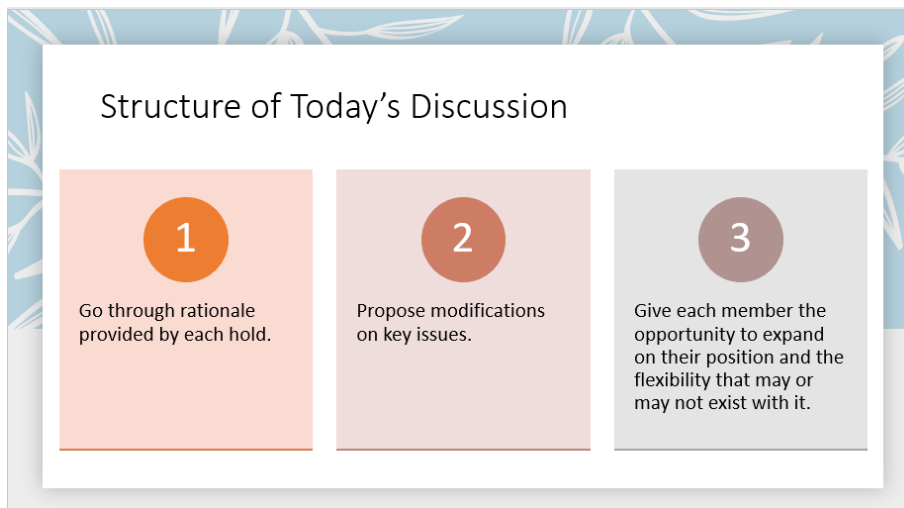 Structure of Today’s Discussion
1
Go through rationale
provided by each hold.
2
Propose modifications
on key issues.
3
Give each member the
opportunity to expand
on their position and the
flexibility that may or
may not exist with it.